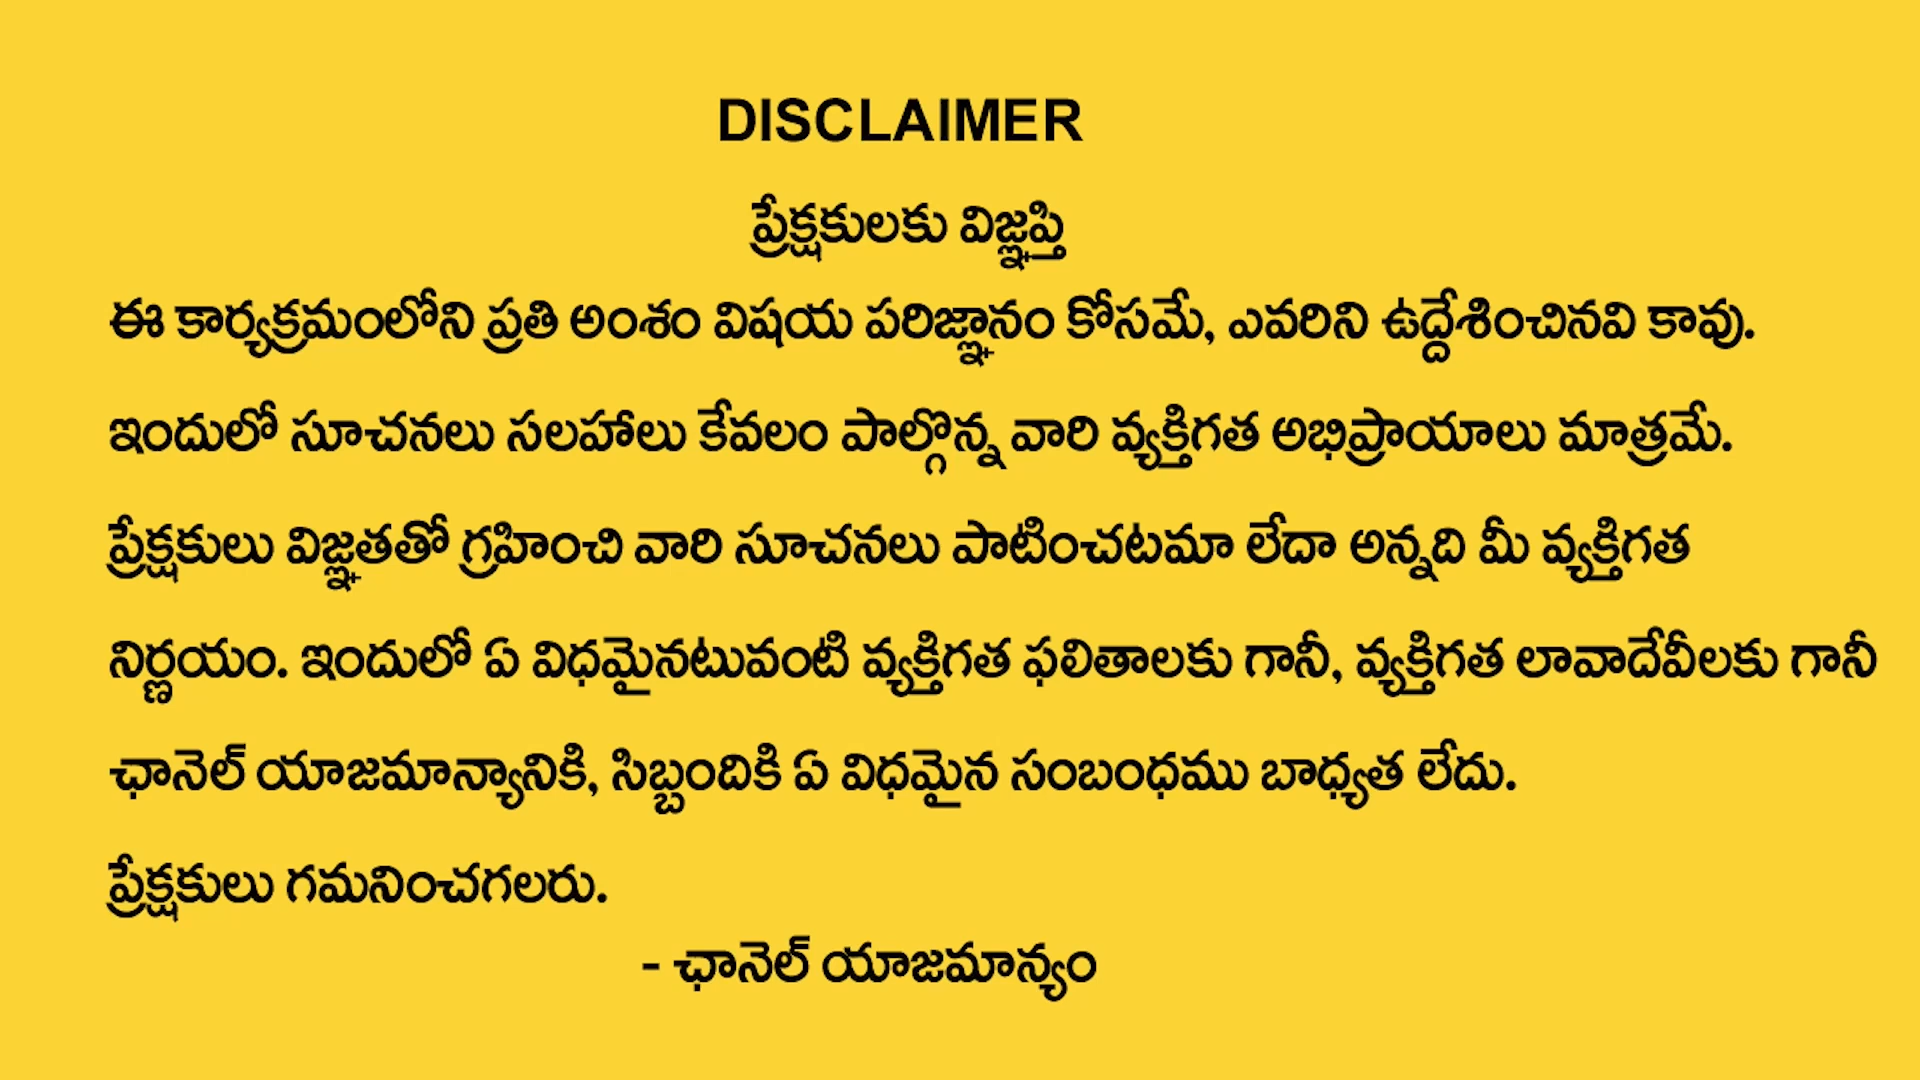 DISCLAIMER
ప్రేక్షకులకు విజ్ఞప్తి
ఈ కార్యక్రమంలోని ప్రతి అంశం విషయ పరిజ్ఞానం కోసమే, ఎవరిని ఉద్దేశించినవి కావు.
ఇందులో సూచనలు సలహాలు కేవలం పాల్గొన్న వారి వ్యక్తిగత అభిప్రాయాలు మాత్రమే.
ప్రేక్షకులు విజ్ఞతతో గ్రహించి వారి సూచనలు పాటించటమా లేదా అన్నది మీ వ్యక్తిగత
నిర్ణయం. ఇందులో ఏ విధమైనటువంటి వ్యక్తిగత ఫలితాలకు గానీ, వ్యక్తిగత లావాదేవీలకు గానీ
ఛానెల్ యాజమాన్యానికి, సిబ్బందికి ఏ విధమైన సంబంధము బాధ్యత లేదు.
ప్రేక్షకులు గమనించగలరు.
- ఛానెల్ యాజమాన్యం